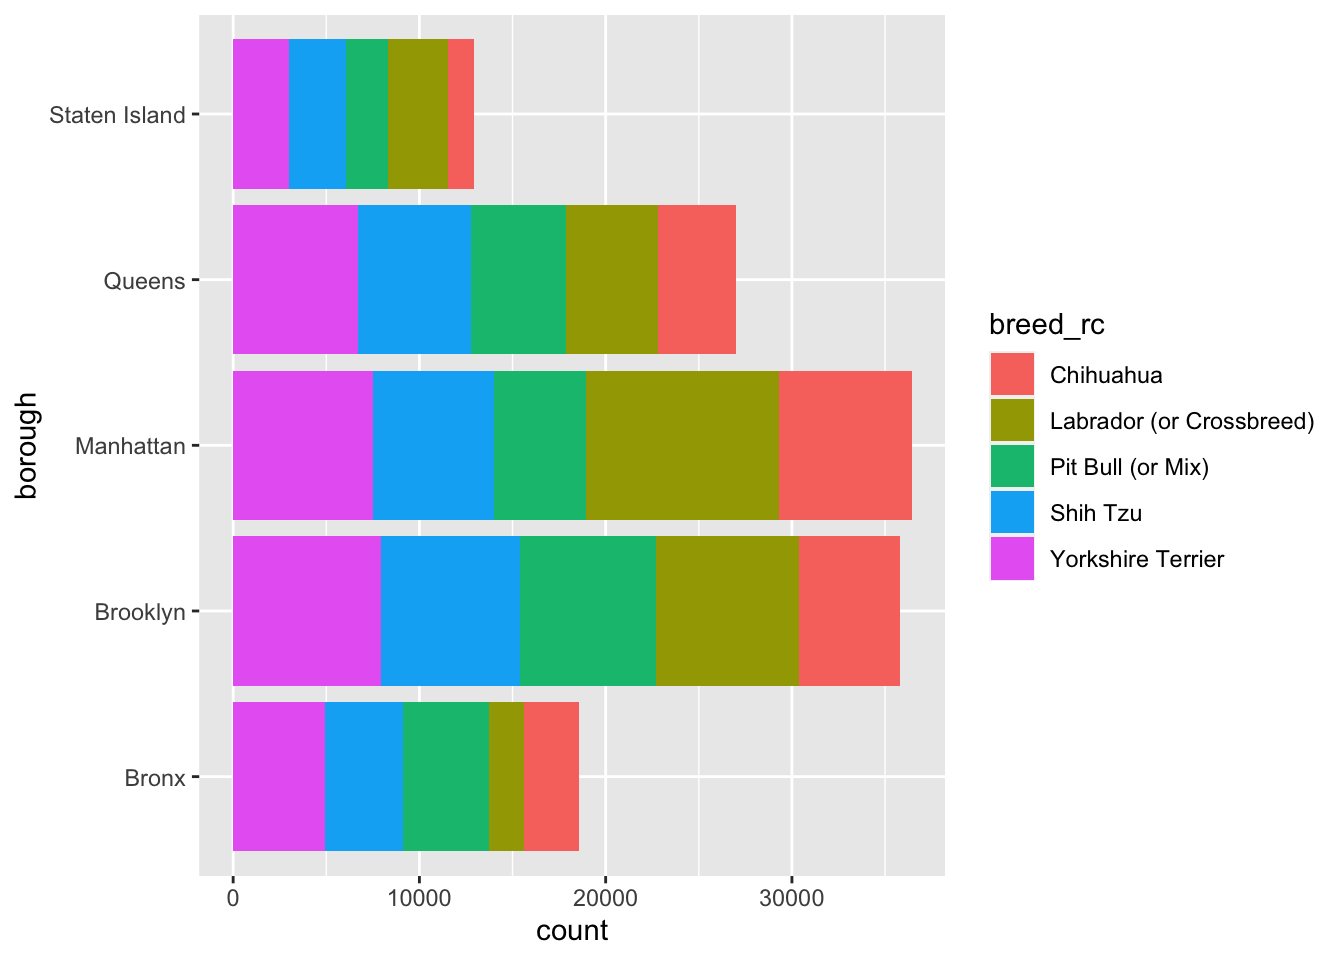 Staten Island
Queens
Manhattan
Brooklyn
Bronx
borough
0 10000 20000 30000
count
breed_rc
Chihuahua
Labrador (or Crossbreed)
Pit Bull (or Mix)
Shih Tzu
Yorkshire Terrier